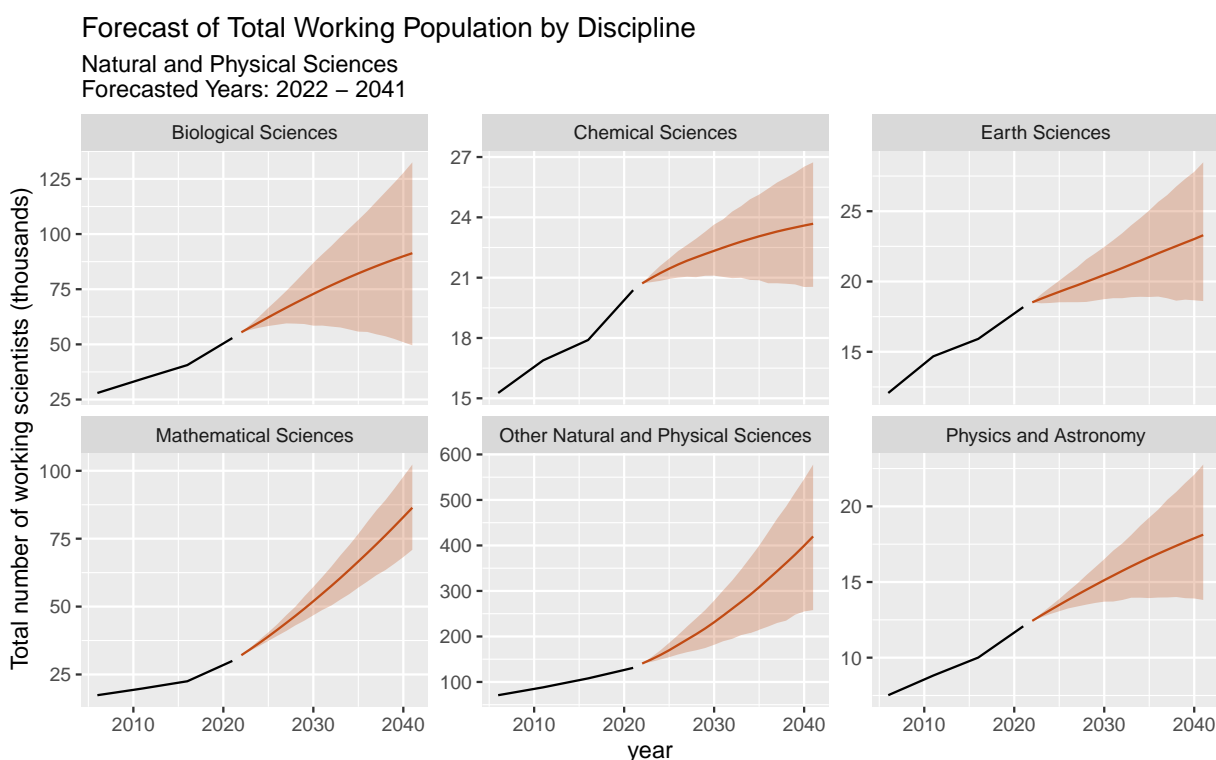 Forecast of Total Working Population by Discipline
Natural and Physical Sciences
Forecasted Years: 2022 – 2041
Total number of working scientists (thousands)
Biological Sciences
125
100
75
50
25
Chemical Sciences
27
24
21
18
15
Earth Sciences
25
20
15
Mathematical Sciences
100
75
50
25
2010 2020 2030 2040
Other Natural and Physical Sciences
600
500
400
300
200
100
2010 2020 2030 2040
Physics and Astronomy
20
15
10
2010 2020 2030 2040
year